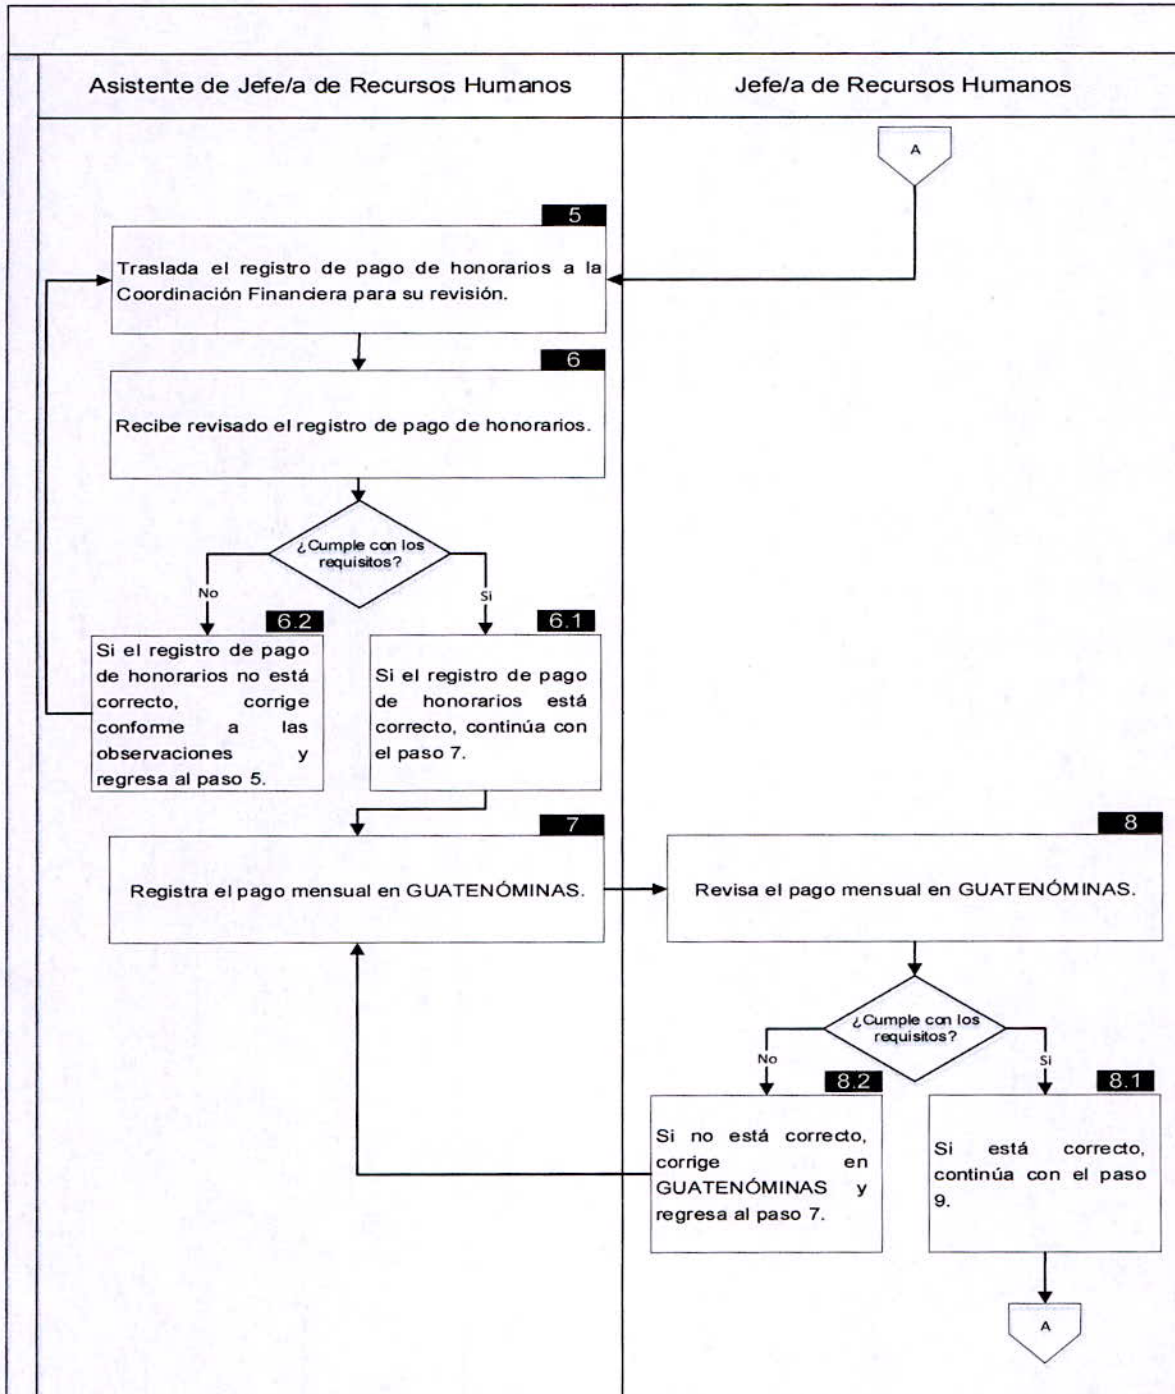 Asistente de Jefe/a de Recursos Humanos
Jefe/a de Recursos Humanos
A
5
Traslada el registro de pago de honorarios a la
Coordinación Financiera para su revisión.
6
Recibe revisado el registro de pago de honorarios.
¿Cumple con los
requisitos?
No
Si
6.2
Si el registro de pago
de honorarios no está
correcto, corrige
conforme a las
observaciones y
regresa al paso 5.
6.1
Si el registro de pago
de honorarios está
correcto, continúa con
el paso 7.
7
Registra el pago mensual en GUATENÓMINAS.
8
Revisa el pago mensual en GUATENÓMINAS.
¿Cumple con los
requisitos?
No
Si
8.2
Si no está correcto,
corrige en
GUATENÓMINAS y
regresa al paso 7.
8.1
Si está correcto,
continúa con el paso
9.
A